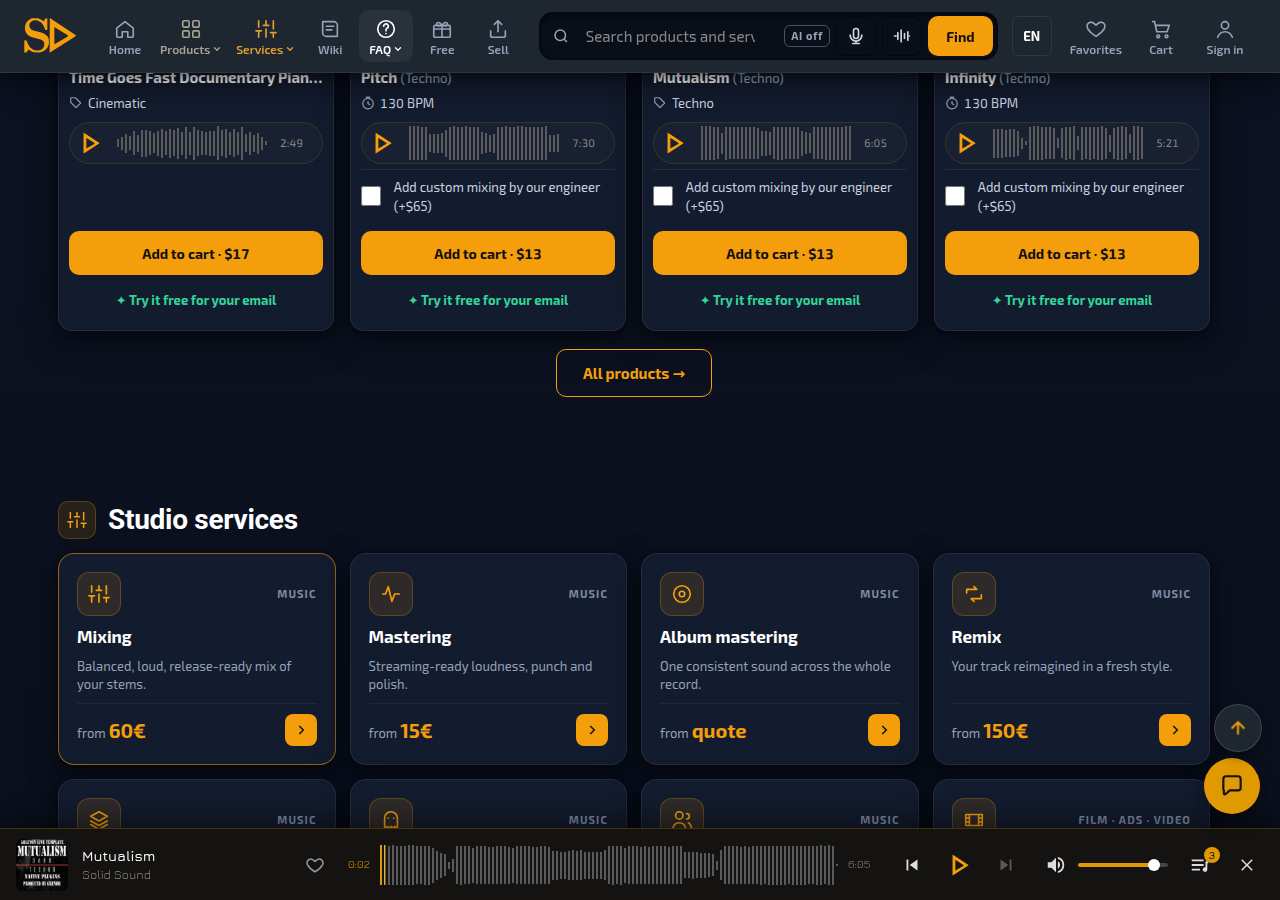 SD
Home
Products
Services
Wiki
FAQ
Free
Sell
Search products and serv
AI off
Find
EN
Favorites
Cart
Sign in
Time Goes Fast Documentary Pian...
Cinematic
2:49
Add to cart · $17
✦ Try it free for your email
Pitch (Techno)
130 BPM
7:30
Add custom mixing by our engineer
(+$65)
Add to cart · $13
✦ Try it free for your email
Mutualism (Techno)
Techno
6:05
Add custom mixing by our engineer
(+$65)
Add to cart · $13
✦ Try it free for your email
Infinity (Techno)
130 BPM
5:21
Add custom mixing by our engineer
(+$65)
Add to cart · $13
✦ Try it free for your email
All products →
Studio services
MUSIC
Mixing
Balanced, loud, release-ready mix of
your stems.
from 60€
MUSIC
Mastering
Streaming-ready loudness, punch and
polish.
from 15€
MUSIC
Album mastering
One consistent sound across the whole
record.
from quote
MUSIC
Remix
Your track reimagined in a fresh style.
from 150€
MUSIC
MUSIC
MUSIC
FILM · ADS · VIDEO
MUTUALISM
Mutualism
Solid Sound
0:02
6:05
3